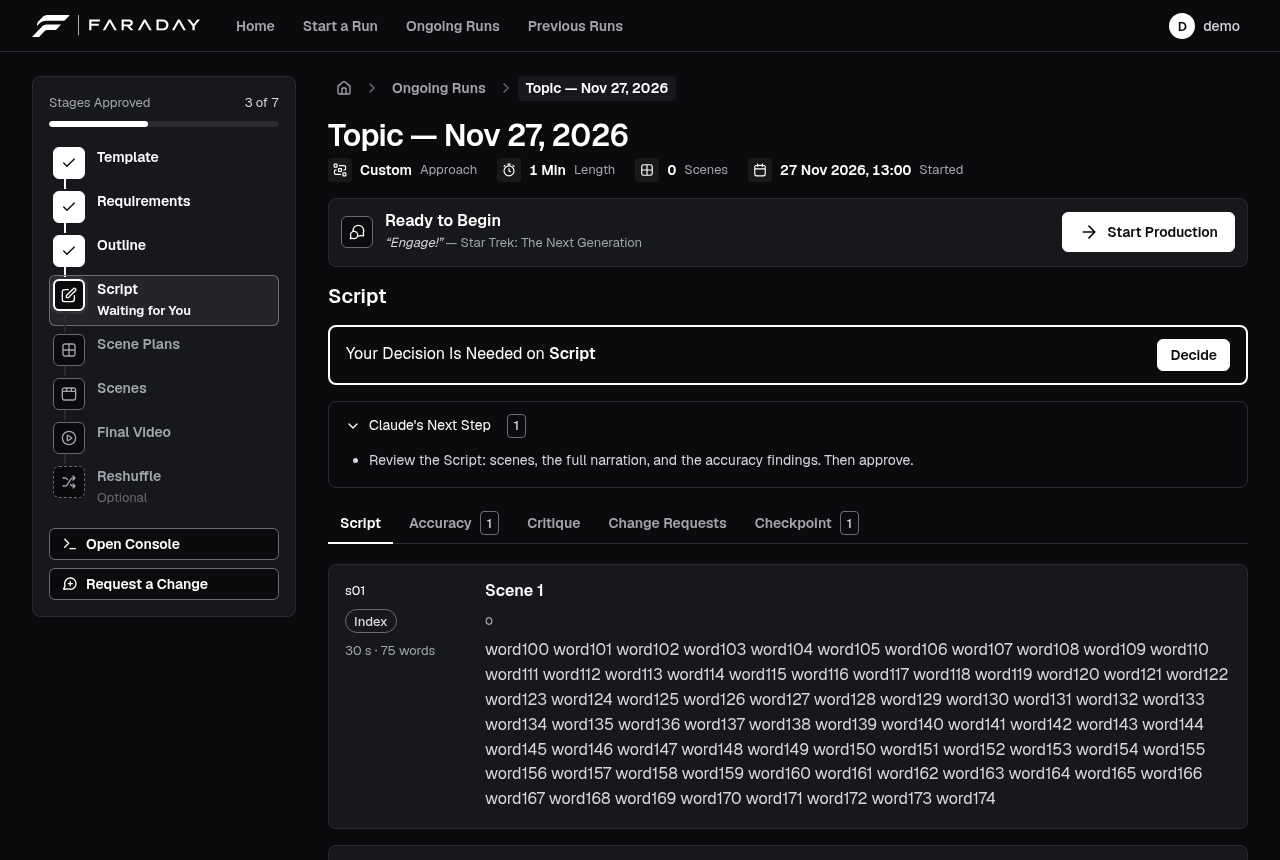 FARADAY
Home
Start a Run
Ongoing Runs
Previous Runs
D
demo
Stages Approved
3 of 7
Template
Requirements
Outline
Script
Waiting for You
Scene Plans
Scenes
Final Video
Reshuffle
Optional
Open Console
Request a Change
Ongoing Runs
Topic — Nov 27, 2026
Topic — Nov 27, 2026
Custom Approach
1 Min Length
0 Scenes
27 Nov 2026, 13:00 Started
Ready to Begin
“Engage!” — Star Trek: The Next Generation
Start Production
Script
Your Decision Is Needed on Script
Decide
Claude's Next Step
1
Review the Script: scenes, the full narration, and the accuracy findings. Then approve.
Script
Accuracy 1
Critique
Change Requests
Checkpoint 1
s01
Index
30 s · 75 words
Scene 1
o
word100 word101 word102 word103 word104 word105 word106 word107 word108 word109 word110
word111 word112 word113 word114 word115 word116 word117 word118 word119 word120 word121 word122
word123 word124 word125 word126 word127 word128 word129 word130 word131 word132 word133
word134 word135 word136 word137 word138 word139 word140 word141 word142 word143 word144
word145 word146 word147 word148 word149 word150 word151 word152 word153 word154 word155
word156 word157 word158 word159 word160 word161 word162 word163 word164 word165 word166
word167 word168 word169 word170 word171 word172 word173 word174